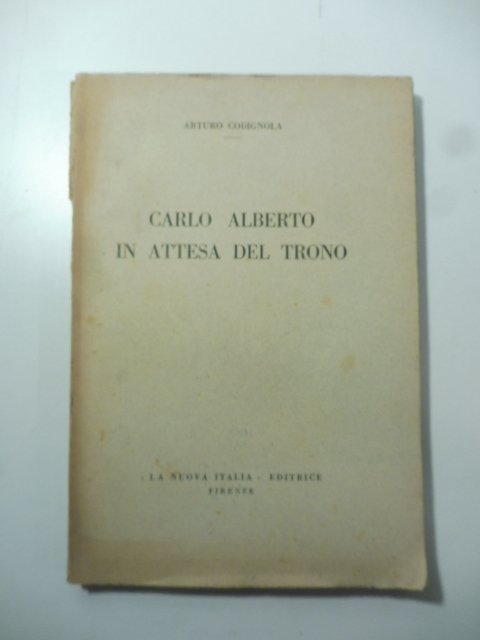 ARTURO CODIGNOLA
CARLO ALBERTO
IN ATTESA DEL TRONO
« LA NUOVA ITALIA » EDITRICE
FIRENZE